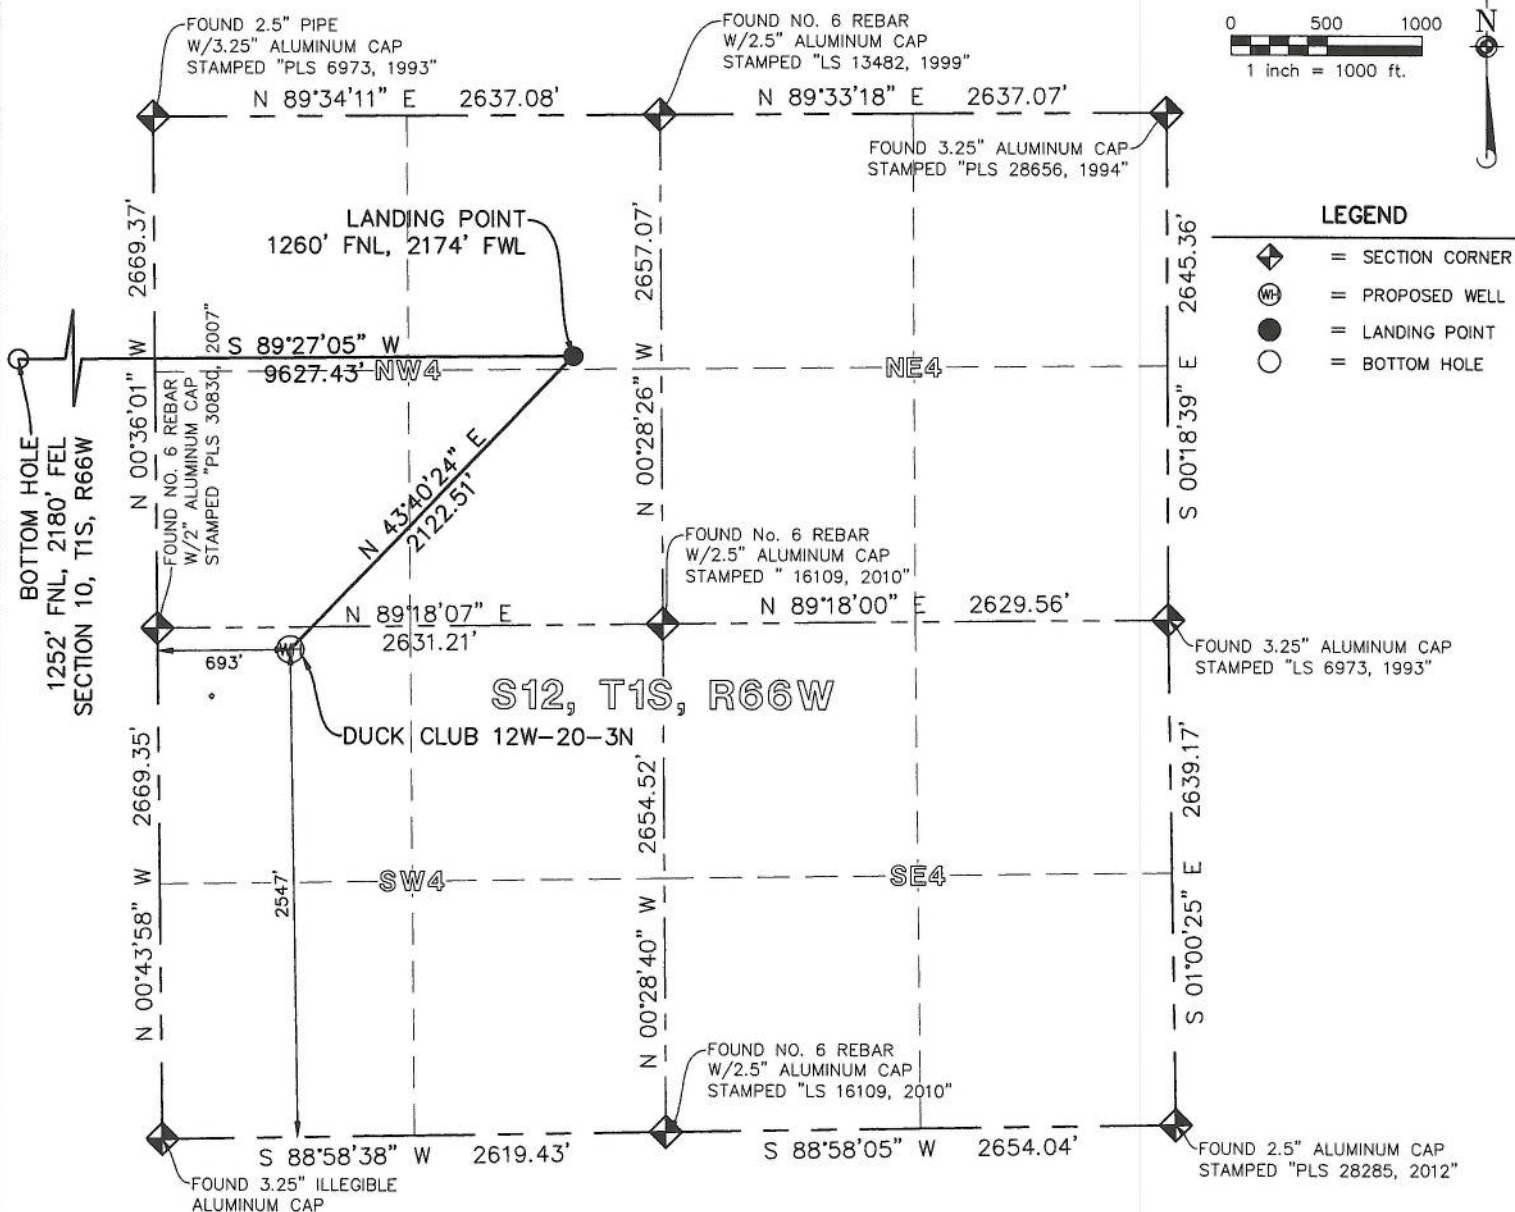 FOUND 2.5" PIPE
W/3.25" ALUMINUM CAP
STAMPED "PLS 6973, 1993"
FOUND NO. 6 REBAR
W/2.5" ALUMINUM CAP
STAMPED "LS 13482, 1999"
0 500 1000
1 inch = 1000 ft.
N
N 89°34'11" E 2637.08'
N 89°33'18" E 2637.07'
FOUND 3.25" ALUMINUM CAP
STAMPED "PLS 28656, 1994"
LANDING POINT
1260' FNL, 2174' FWL
LEGEND
= SECTION CORNER
WH = PROPOSED WELL
= LANDING POINT
= BOTTOM HOLE
N 00°36'01" W 2669.37'
N 00°28'26" W 2657.07'
S 00°18'39" E 2645.36'
S 89°27'05" W
9627.43'
NW4
NE4
BOTTOM HOLE
1252' FNL, 2180' FEL
SECTION 10, T1S, R66W
FOUND NO. 6 REBAR
W/2" ALUMINUM CAP
STAMPED "PLS 30830, 2007"
N 43°40'24" E
2122.51'
FOUND No. 6 REBAR
W/2.5" ALUMINUM CAP
STAMPED " 16109, 2010"
N 89°18'07" E
2631.21'
N 89°18'00" E 2629.56'
WH
693'
FOUND 3.25" ALUMINUM CAP
STAMPED "LS 6973, 1993"
S12, T1S, R66W
DUCK CLUB 12W-20-3N
N 00°43'58" W 2669.35'
2547'
N 00°28'40" W 2654.52'
S 01°00'25" E 2639.17'
SW4
SE4
FOUND NO. 6 REBAR
W/2.5" ALUMINUM CAP
STAMPED "LS 16109, 2010"
S 88°58'38" W 2619.43'
S 88°58'05" W 2654.04'
FOUND 2.5" ALUMINUM CAP
STAMPED "PLS 28285, 2012"
FOUND 3.25" ILLEGIBLE
ALUMINUM CAP